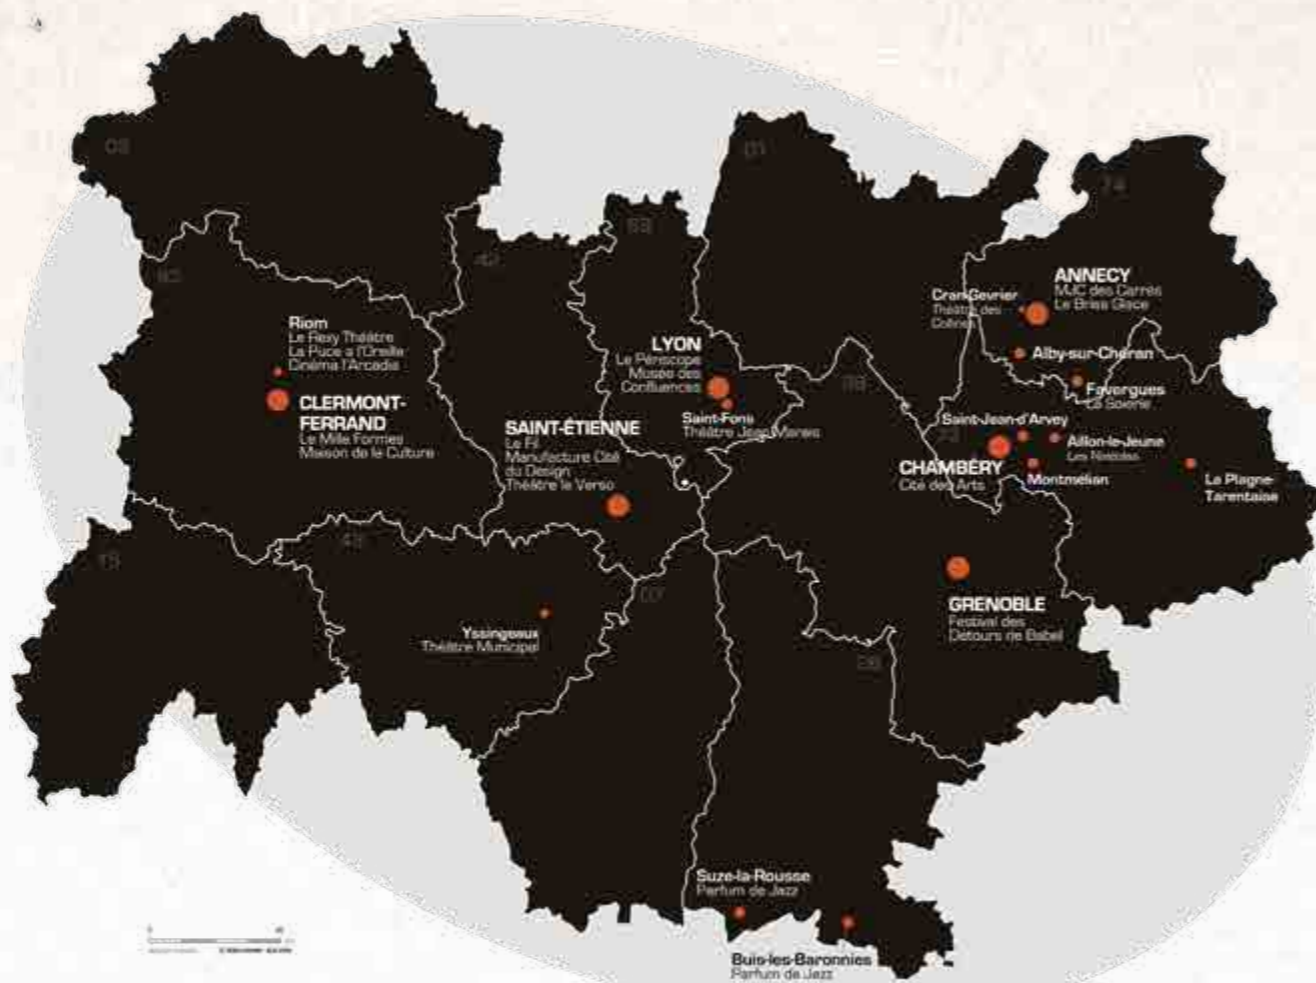 03
01
74
63
69
42
ANNECY
MJC des Carrés
Le Brise Glace
Cran-Gevrier
Théâtre des
Collines
Riom
Le Rexy Théâtre
La Puce a l'Oreille
Cinéma l'Arcadia
LYON
Le Périscope
Musée des
Confluences
Alby-sur-Chéran
38
Faverges
La Soierie
CLERMONT-
FERRAND
Le Mille Formes
Maison de la Culture
Saint-Fons
Théâtre Jean Marais
SAINT-ÉTIENNE
Le Fil
Manufacture Cité
du Design
Théâtre le Verso
Saint-Jean-d'Arvey
73
Aillon-le-Jeune
CHAMBÉRY
Cité des Arts
Montmélian
La Plagne-
Tarentaise
43
15
07
GRENOBLE
Festival des
Détours de Babel
Yssingeaux
Théâtre Municipal
26
Suze-la-Rousse
Parfum de Jazz
Buis-les-Baronnies
Parfum de Jazz